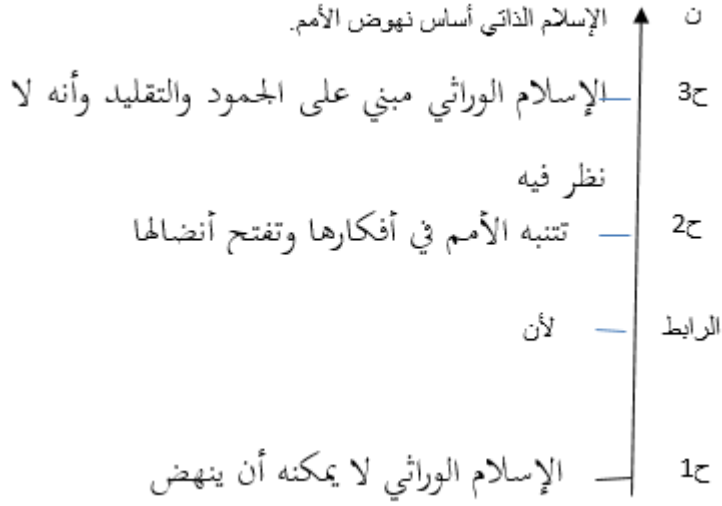 ن الإسلام الذاتي أساس نهوض الأمم.
ح3 الإسلام الوراثي مبني على الجمود والتقليد وأنه لا
نظر فيه
ح2 تتنبه الأمم في أفكارها وتفتح أنضالها
الرابط لأن
ح1 الإسلام الوراثي لا يمكنه أن ينهض